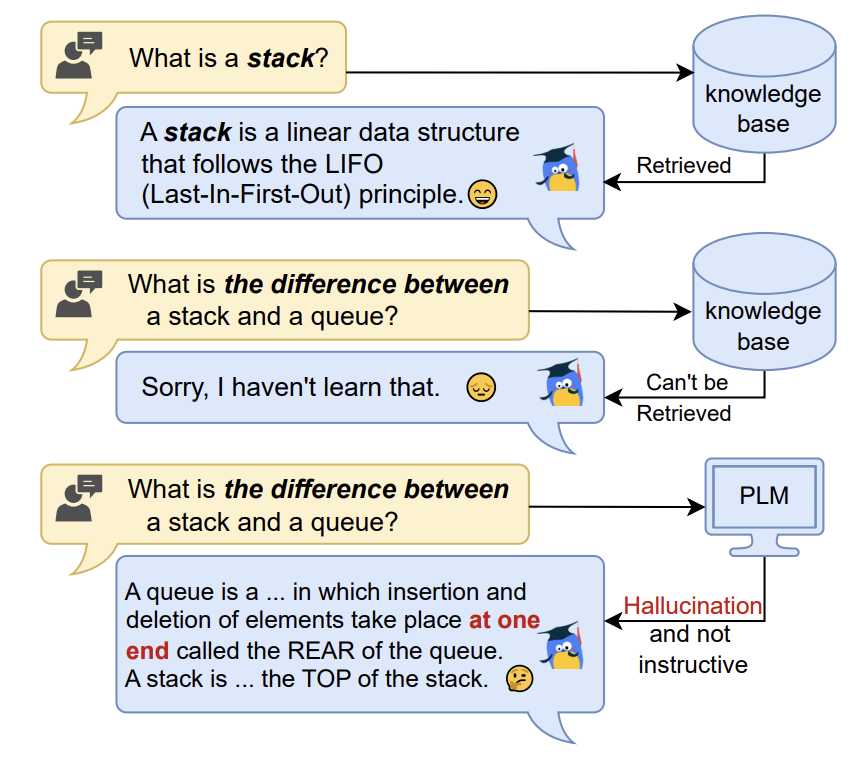 What is a stack?
knowledge
base
A stack is a linear data structure
that follows the LIFO
(Last-In-First-Out) principle.
Retrieved
What is the difference between
a stack and a queue?
knowledge
base
Sorry, I haven't learn that.
Can't be
Retrieved
What is the difference between
a stack and a queue?
PLM
A queue is a ... in which insertion and
deletion of elements take place at one
end called the REAR of the queue.
A stack is ... the TOP of the stack.
Hallucination
and not
instructive